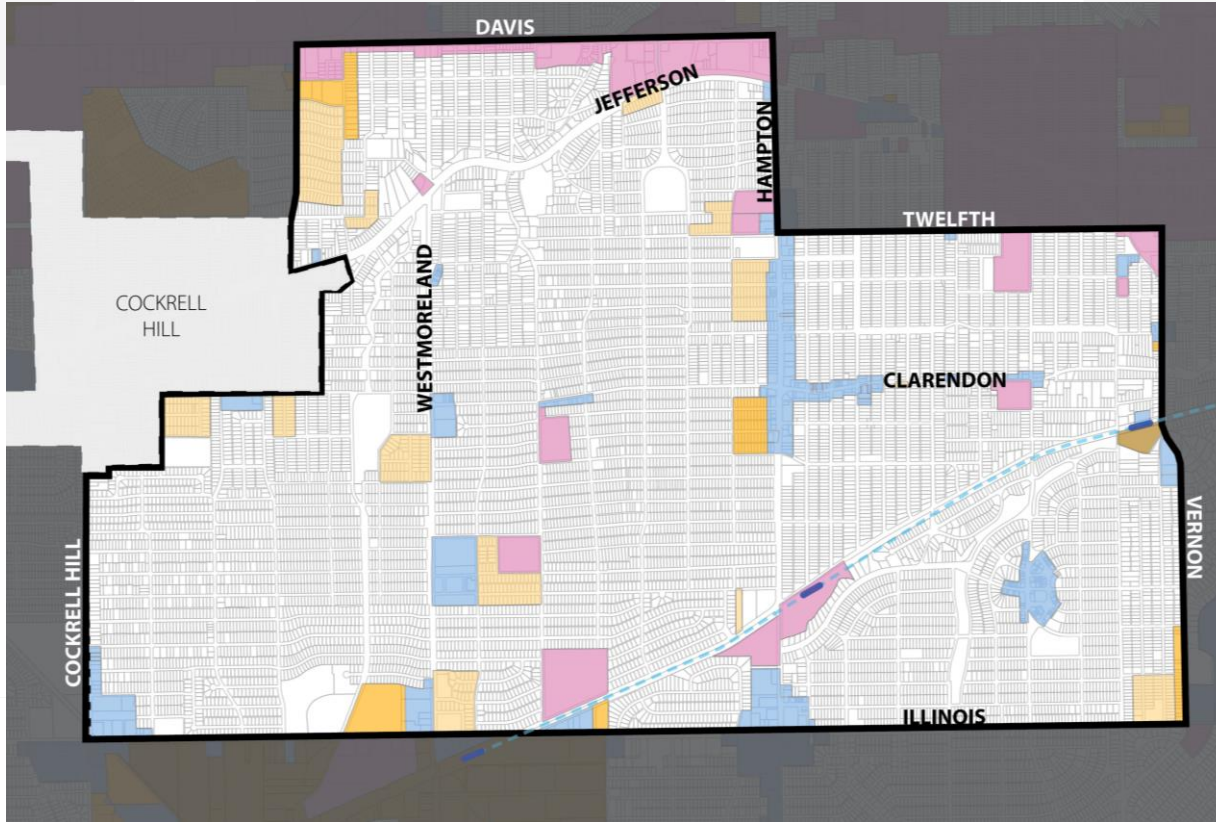 DAVIS
JEFFERSON
HAMPTON
TWELFTH
WESTMORELAND
COCKRELL
HILL
CLARENDON
VERNON
COCKRELL HILL
ILLINOIS